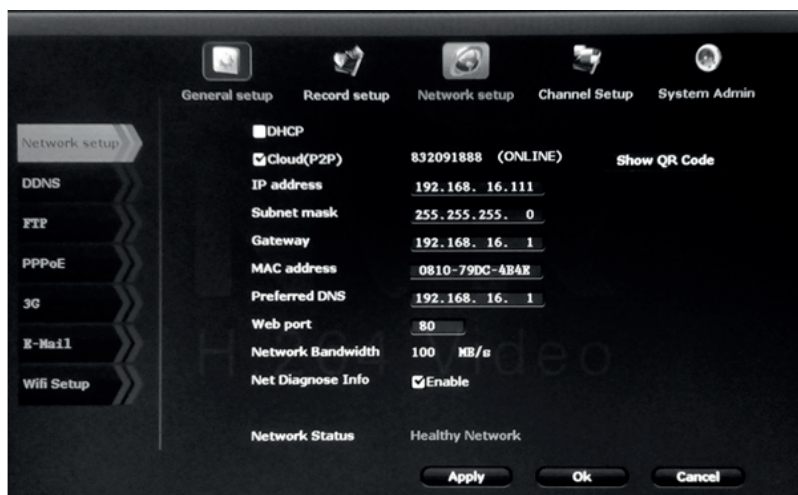 General setup Record setup Network setup Channel Setup System Admin
Network setup
DDNS
FTP
PPPoE
3G
E-Mail
Wifi Setup
DHCP
Cloud(P2P) 832091888 (ONLINE) Show QR Code
IP address 192.168. 16.111
Subnet mask 255.255.255. 0
Gateway 192.168. 16. 1
MAC address 0810-79DC-4B4E
Preferred DNS 192.168. 16. 1
Web port 80
Network Bandwidth 100 MB/s
Net Diagnose Info Enable
Network Status Healthy Network
H.264 Video
Apply Ok Cancel